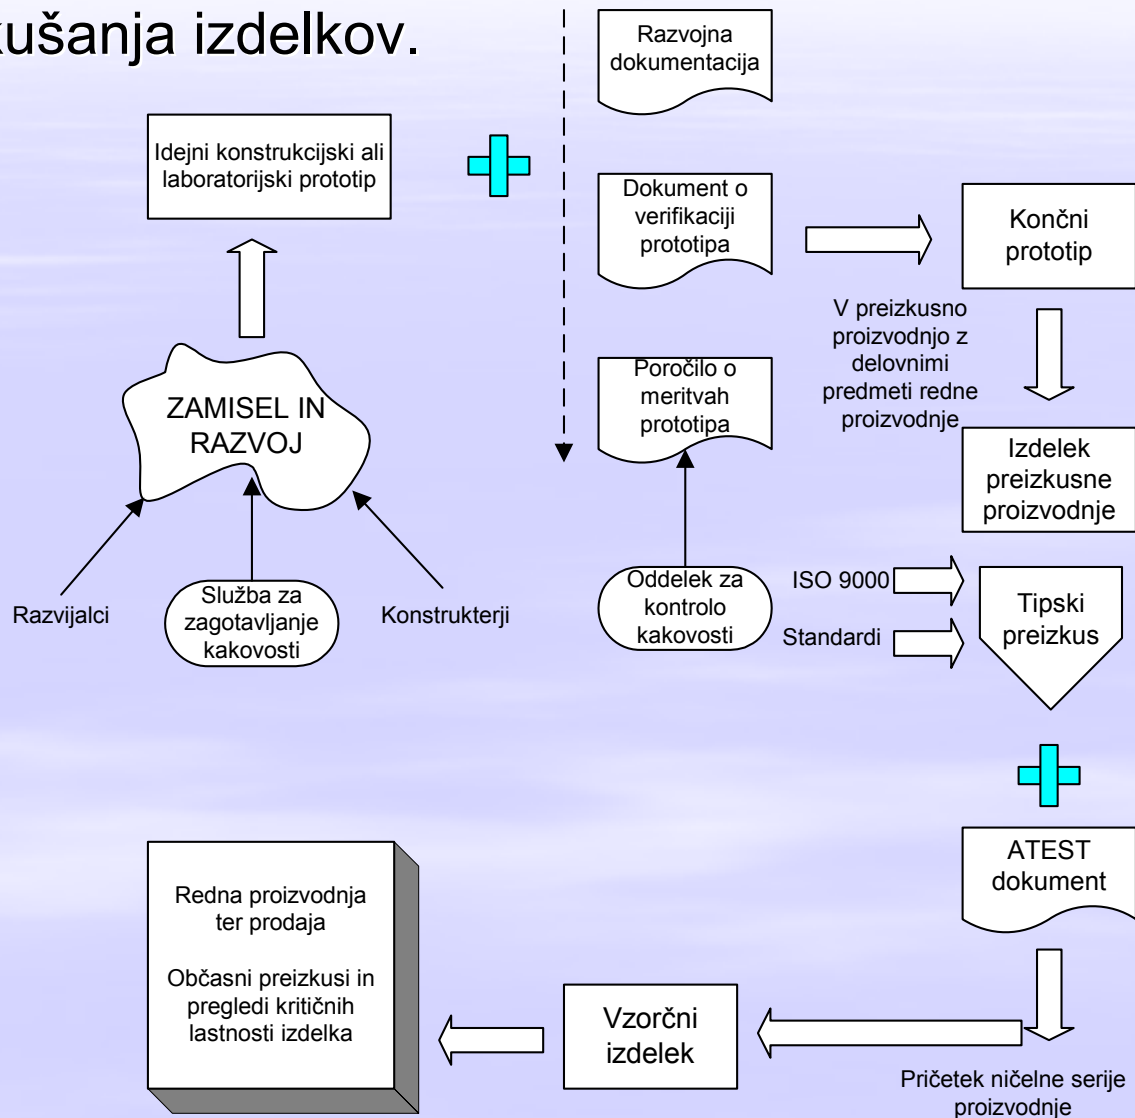 kušanja izdelkov.
Idejni konstrukcijski ali
laboratorijski prototip
ZAMISEL IN
RAZVOJ
Razvijalci
Služba za
zagotavljanje
kakovosti
Konstrukterji
Razvojna
dokumentacija
Dokument o
verifikaciji
prototipa
Poročilo o
meritvah
prototipa
Oddelek za
kontrolo
kakovosti
Končni
prototip
V preizkusno
proizvodnjo z
delovnimi
predmeti redne
proizvodnje
Izdelek
preizkusne
proizvodnje
ISO 9000
Standardi
Tipski
preizkus
ATEST
dokument
Pričetek ničelne serije
proizvodnje
Vzorčni
izdelek
Redna proizvodnja
ter prodaja
Občasni preizkusi in
pregledi kritičnih
lastnosti izdelka